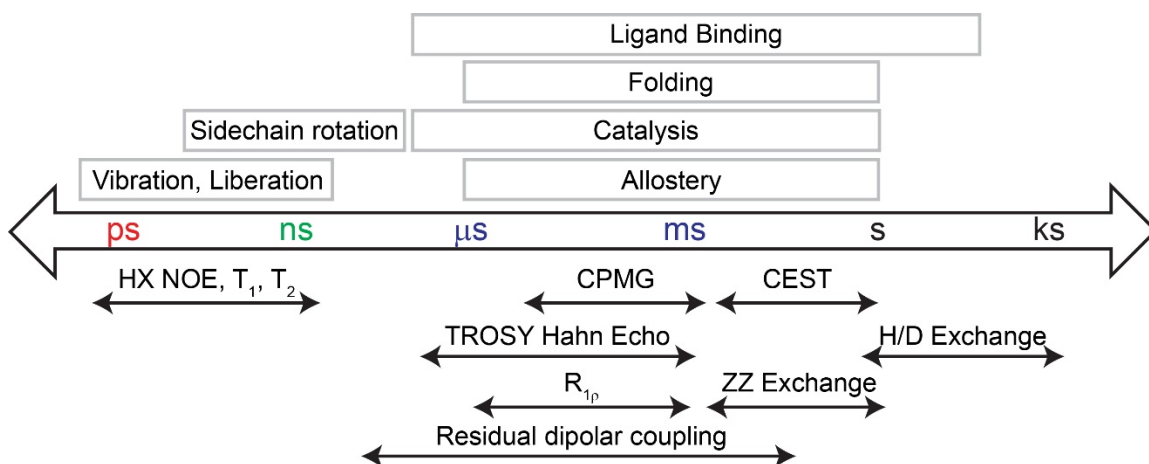 Ligand Binding
Folding
Sidechain rotation Catalysis
Vibration, Liberation Allostery
ps ns μs ms s ks
HX NOE, T₁, T₂ CPMG CEST
TROSY Hahn Echo H/D Exchange
R₁ρ ZZ Exchange
Residual dipolar coupling